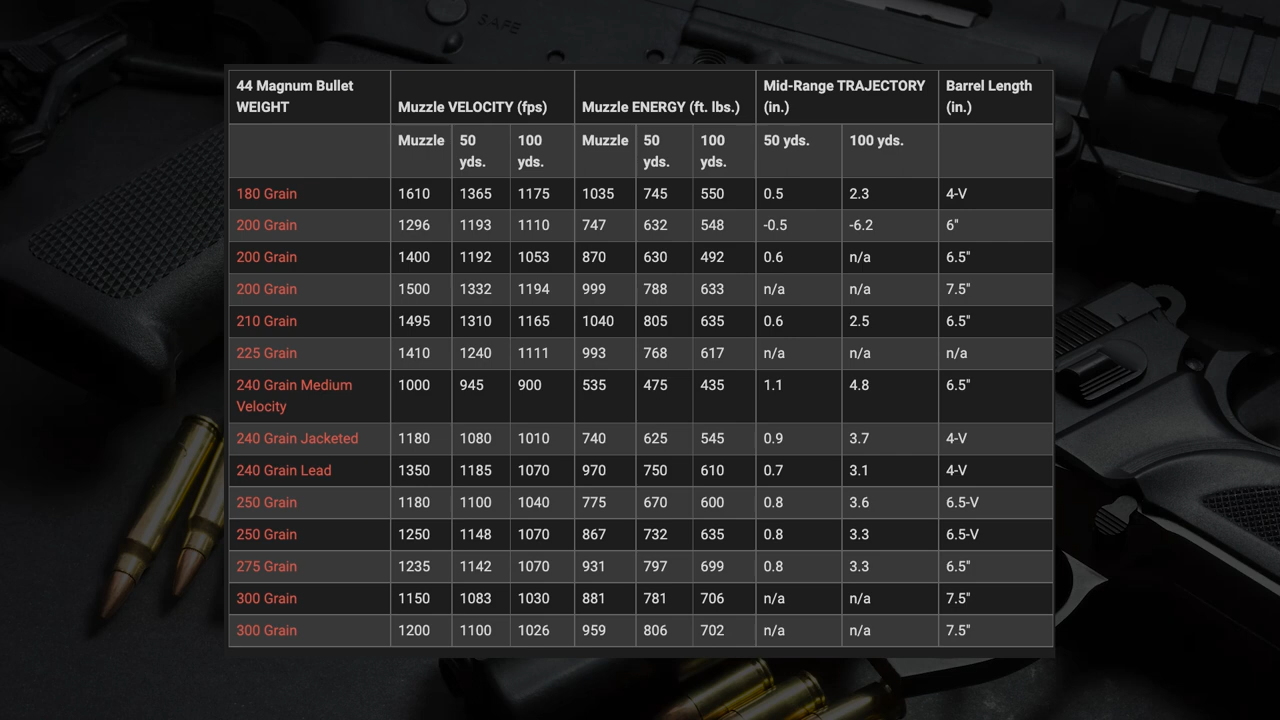 SAFE
44 Magnum Bullet WEIGHT Muzzle VELOCITY (fps) Muzzle ENERGY (ft. lbs.) Mid-Range TRAJECTORY (in.) Barrel Length (in.)
Muzzle 50 yds. 100 yds. Muzzle 50 yds. 100 yds. 50 yds. 100 yds.
180 Grain 1610 1365 1175 1035 745 550 0.5 2.3 4-V
200 Grain 1296 1193 1110 747 632 548 -0.5 -6.2 6"
200 Grain 1400 1192 1053 870 630 492 0.6 n/a 6.5"
200 Grain 1500 1332 1194 999 788 633 n/a n/a 7.5"
210 Grain 1495 1310 1165 1040 805 635 0.6 2.5 6.5"
225 Grain 1410 1240 1111 993 768 617 n/a n/a n/a
240 Grain Medium Velocity 1000 945 900 535 475 435 1.1 4.8 6.5"
240 Grain Jacketed 1180 1080 1010 740 625 545 0.9 3.7 4-V
240 Grain Lead 1350 1185 1070 970 750 610 0.7 3.1 4-V
250 Grain 1180 1100 1040 775 670 600 0.8 3.6 6.5-V
250 Grain 1250 1148 1070 867 732 635 0.8 3.3 6.5-V
275 Grain 1235 1142 1070 931 797 699 0.8 3.3 6.5"
300 Grain 1150 1083 1030 881 781 706 n/a n/a 7.5"
300 Grain 1200 1100 1026 959 806 702 n/a n/a 7.5"